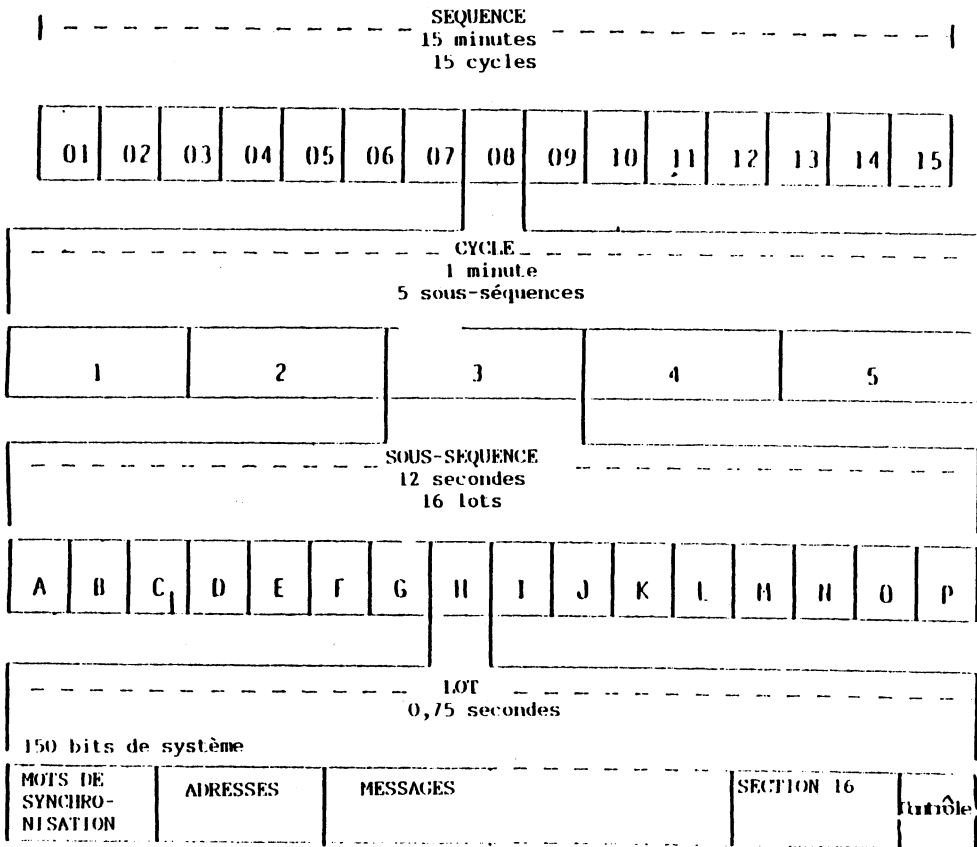 SEQUENCE
15 minutes
15 cycles
01 02 03 04 05 06 07 08 09 10 11 12 13 14 15
CYCLE
1 minute
5 sous-séquences
1 2 3 4 5
SOUS-SEQUENCE
12 secondes
16 lots
A B C D E F G H I J K L M N O P
LOT
0,75 secondes
150 bits de système
MOTS DE SYNCHRO-NISATION ADRESSES MESSAGES SECTION 16 Contrôle